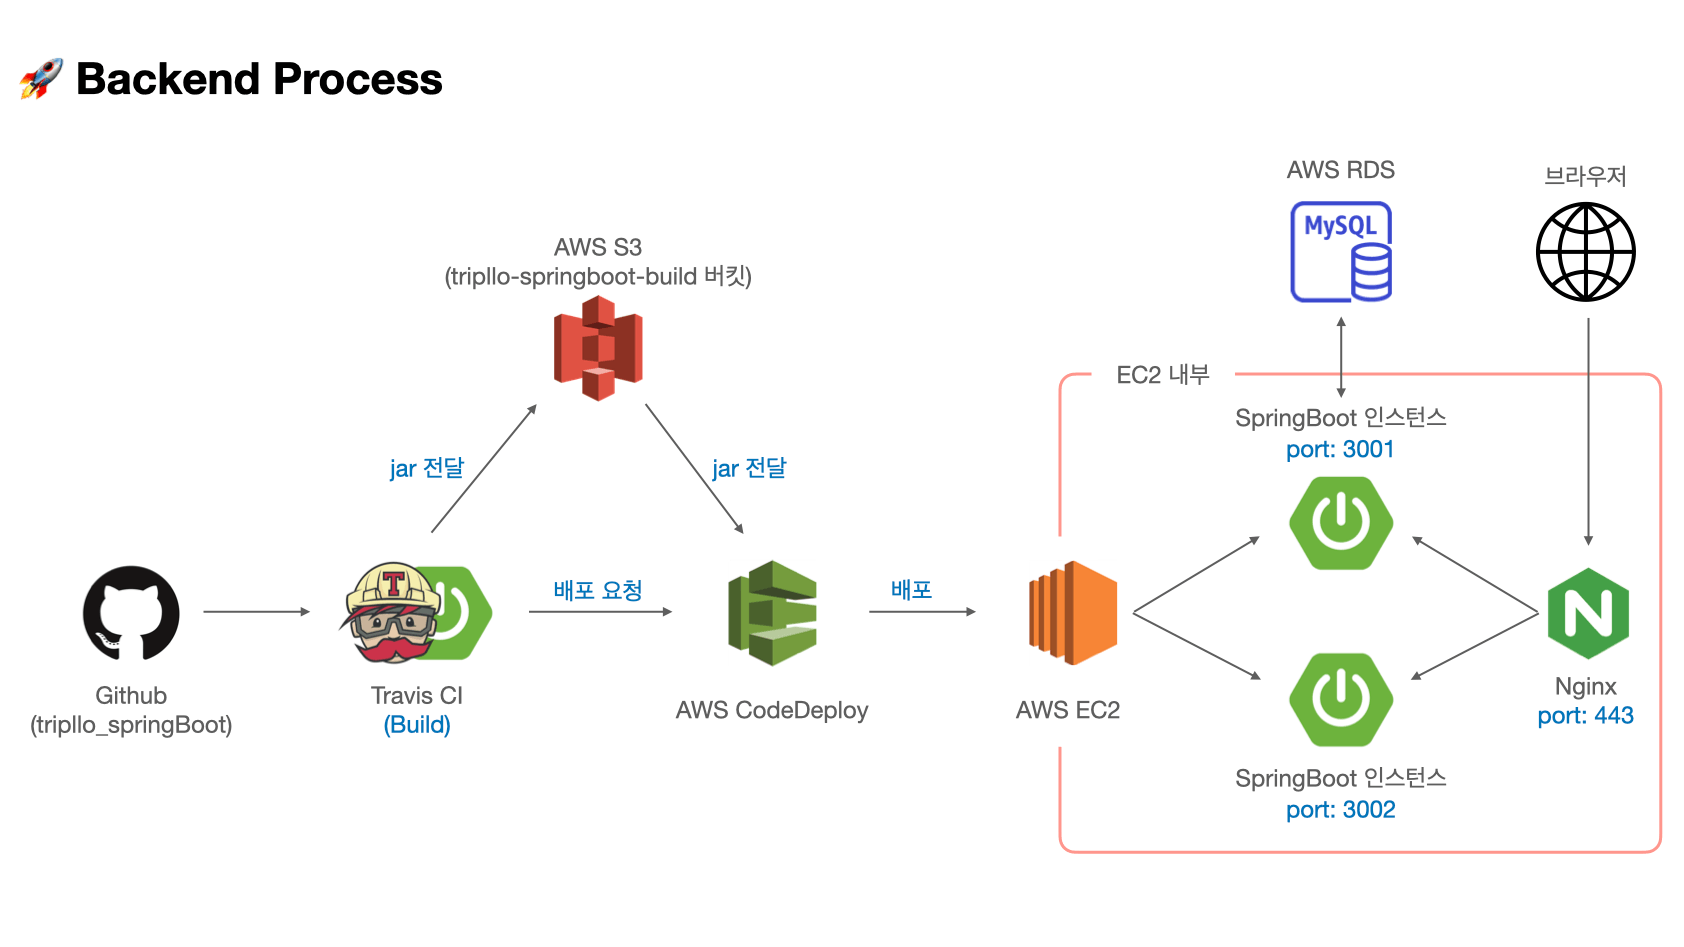 🚀 Backend Process
AWS RDS
MySQL
브라우저
AWS S3
(tripllo-springboot-build 버킷)
EC2 내부
SpringBoot 인스턴스
port: 3001
jar 전달
jar 전달
T
배포 요청
배포
Github
(tripllo_springBoot)
Travis CI
(Build)
AWS CodeDeploy
AWS EC2
N
Nginx
port: 443
SpringBoot 인스턴스
port: 3002